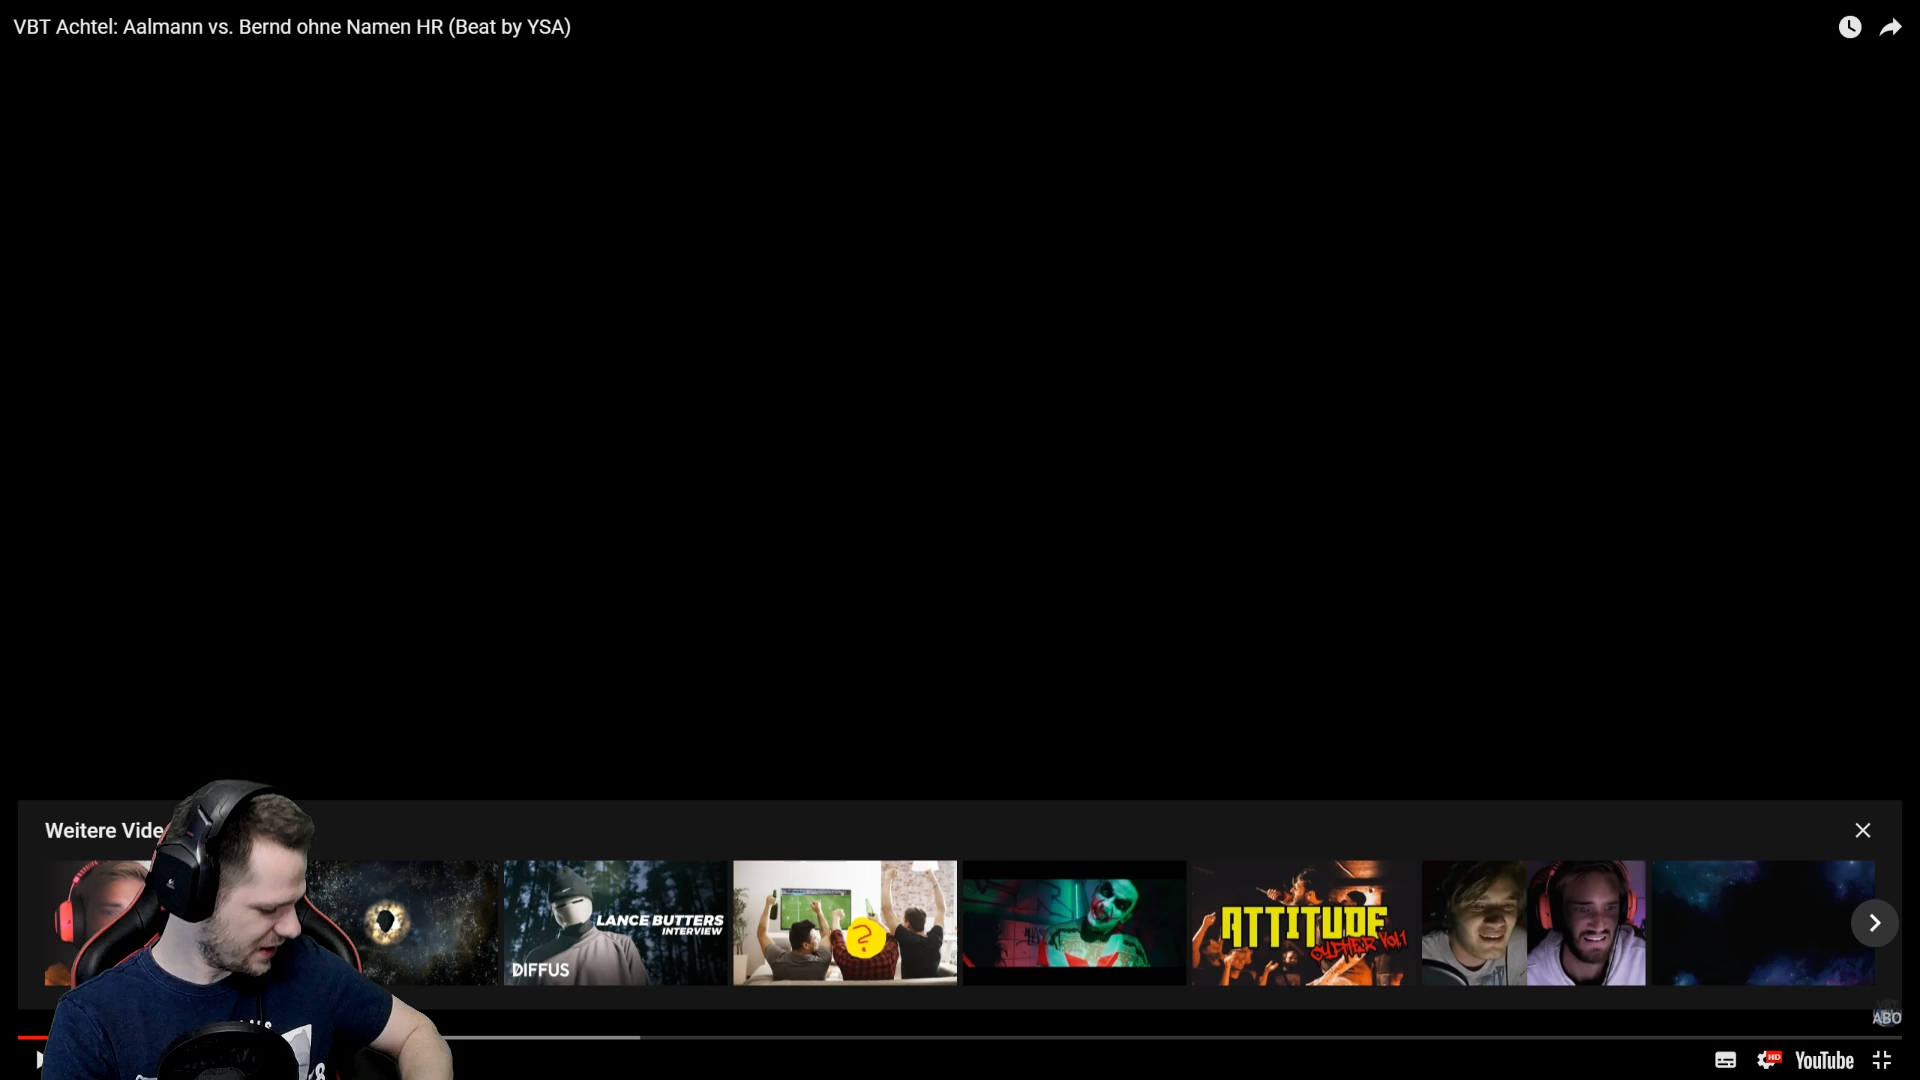 VBT Achtel: Aalmann vs. Bernd ohne Namen HR (Beat by YSA)
Weitere Vide
LANCE BUTTERS
INTERVIEW
DIFFUS
?
ATTITUDE
CYPHER Vol.1
ABO
HD
YouTube